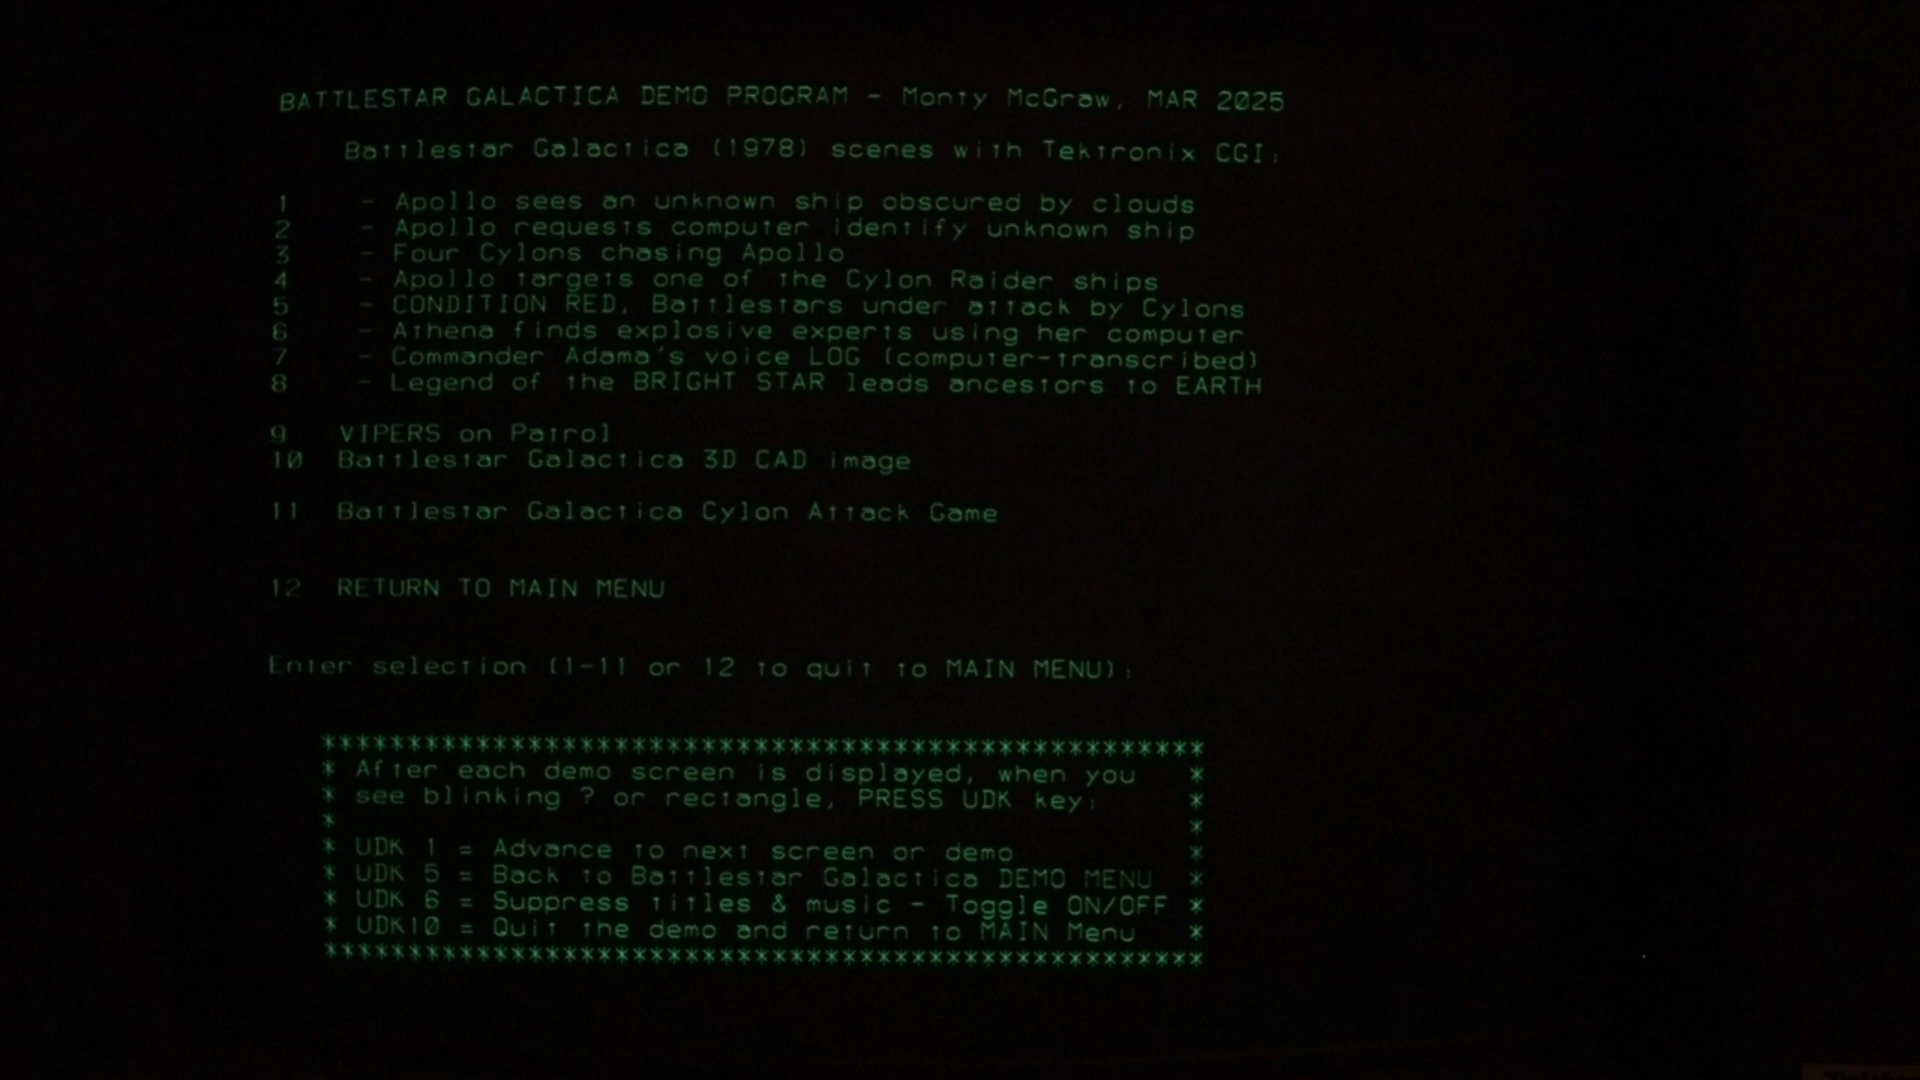 BATTLESTAR GALACTICA DEMO PROGRAM - Monty McGraw, MAR 2025
Battlestar Galactica (1978) scenes with Tektronix CGI:
1 - Apollo sees an unknown ship obscured by clouds
2 - Apollo requests computer identify unknown ship
3 - Four Cylons chasing Apollo
4 - Apollo targets one of the Cylon Raider ships
5 - CONDITION RED, Battlestars under attack by Cylons
6 - Athena finds explosive experts using her computer
7 - Commander Adama's voice LOG (computer-transcribed)
8 - Legend of the BRIGHT STAR leads ancestors to EARTH
9 VIPERS on Patrol
10 Battlestar Galactica 3D CAD image
11 Battlestar Galactica Cylon Attack Game
12 RETURN TO MAIN MENU
Enter selection (1-11 or 12 to quit to MAIN MENU):
***************************************************
* After each demo screen is displayed, when you *
* see blinking ? or rectangle, PRESS UDK key: *
* *
* UDK 1 = Advance to next screen or demo *
* UDK 5 = Back to Battlestar Galactica DEMO MENU *
* UDK 6 = Suppress titles & music - Toggle ON/OFF *
* UDK10 = Quit the demo and return to MAIN Menu *
***************************************************